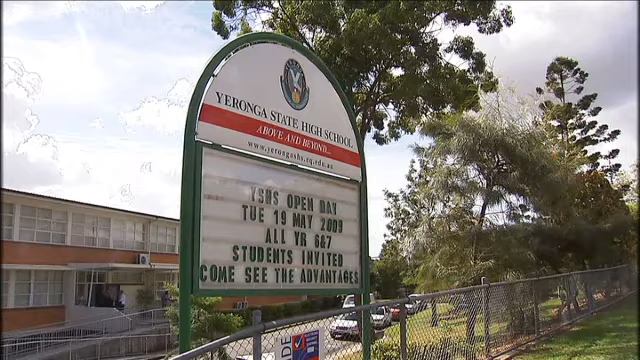 YERONGA STATE HIGH SCHOOL
ABOVE AND BEYOND...
www.yerongashs.eq.edu.au
YSHS OPEN DAY
TUE 19 MAY 2009
ALL YR 6&7
STUDENTS INVITED
COME SEE THE ADVANTAGES
DE